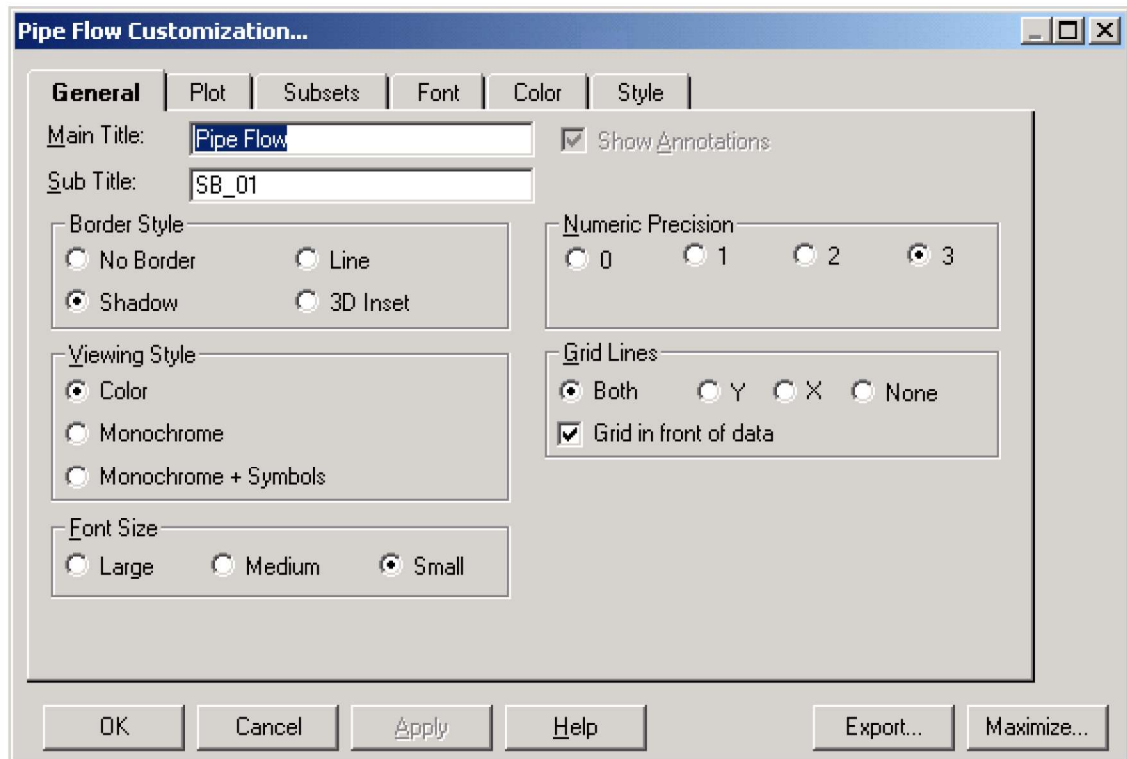 Pipe Flow Customization...
General Plot Subsets Font Color Style
Main Title: Pipe Flow Show Annotations
Sub Title: SB_01
Border Style
No Border Line
Shadow 3D Inset
Numeric Precision
0 1 2 3
Viewing Style
Color
Monochrome
Monochrome + Symbols
Grid Lines
Both Y X None
Grid in front of data
Font Size
Large Medium Small
OK Cancel Apply Help Export... Maximize...